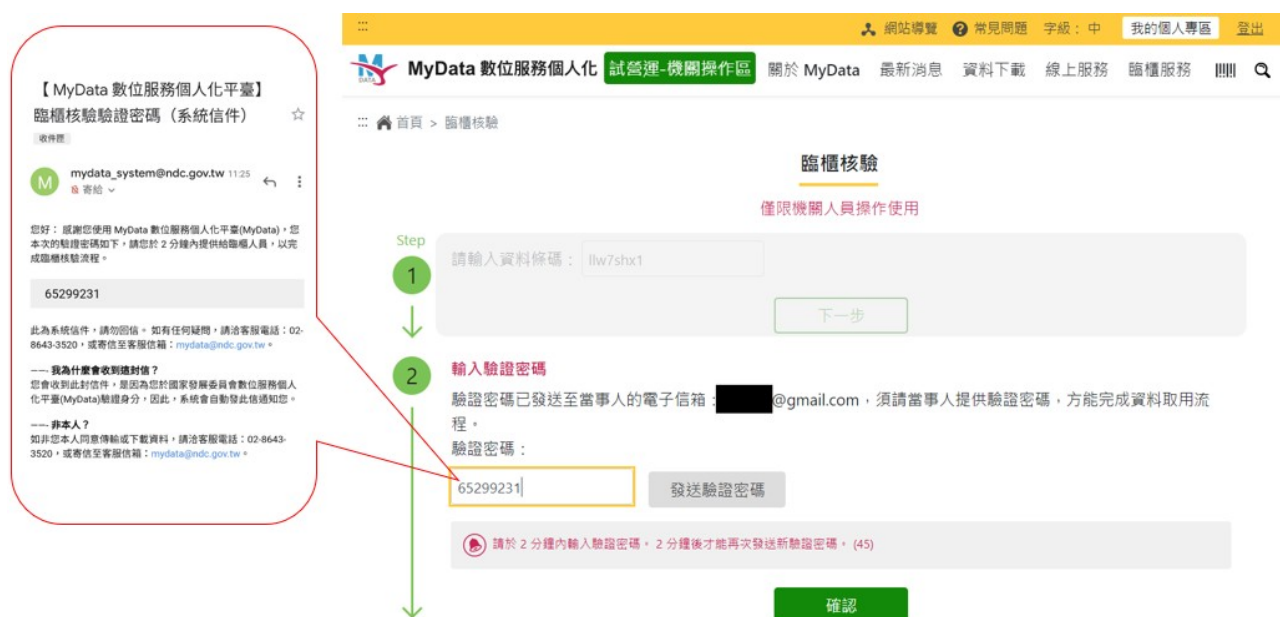 【 MyData 數位服務個人化平臺】
臨櫃核驗驗證密碼（系統信件）
收件匣
M
mydata_system@ndc.gov.tw 11:25
寄給
您好： 感謝您使用 MyData 數位服務個人化平臺(MyData)，您
本次的驗證密碼如下，請您於 2 分鐘內提供給臨櫃人員，以完
成臨櫃核驗流程。
65299231
此為系統信件，請勿回信。 如有任何疑問，請洽客服電話：02-
8643-3520，或寄信至客服信箱：mydata@ndc.gov.tw。
——- 我為什麼會收到這封信？
您會收到此封信件，是因為您於國家發展委員會數位服務個人
化平臺(MyData)驗證身分，因此，系統會自動發此信通知您。
——- 非本人？
如非您本人同意傳輸或下載資料，請洽客服電話：02-8643-
3520，或寄信至客服信箱：mydata@ndc.gov.tw。
::: 網站導覽 常見問題 字級： 中 我的個人專區 登出
MyData 數位服務個人化 試營運-機關操作區 關於 MyData 最新消息 資料下載 線上服務 臨櫃服務
::: 首頁 > 臨櫃核驗
臨櫃核驗
僅限機關人員操作使用
Step
1
請輸入資料條碼： llw7shx1
下一步
2
輸入驗證密碼
驗證密碼已發送至當事人的電子信箱： @gmail.com ，須請當事人提供驗證密碼，方能完成資料取用流
程。
驗證密碼：
65299231 發送驗證密碼
請於 2 分鐘內輸入驗證密碼。 2 分鐘後才能再次發送新驗證密碼。 (45)
確認